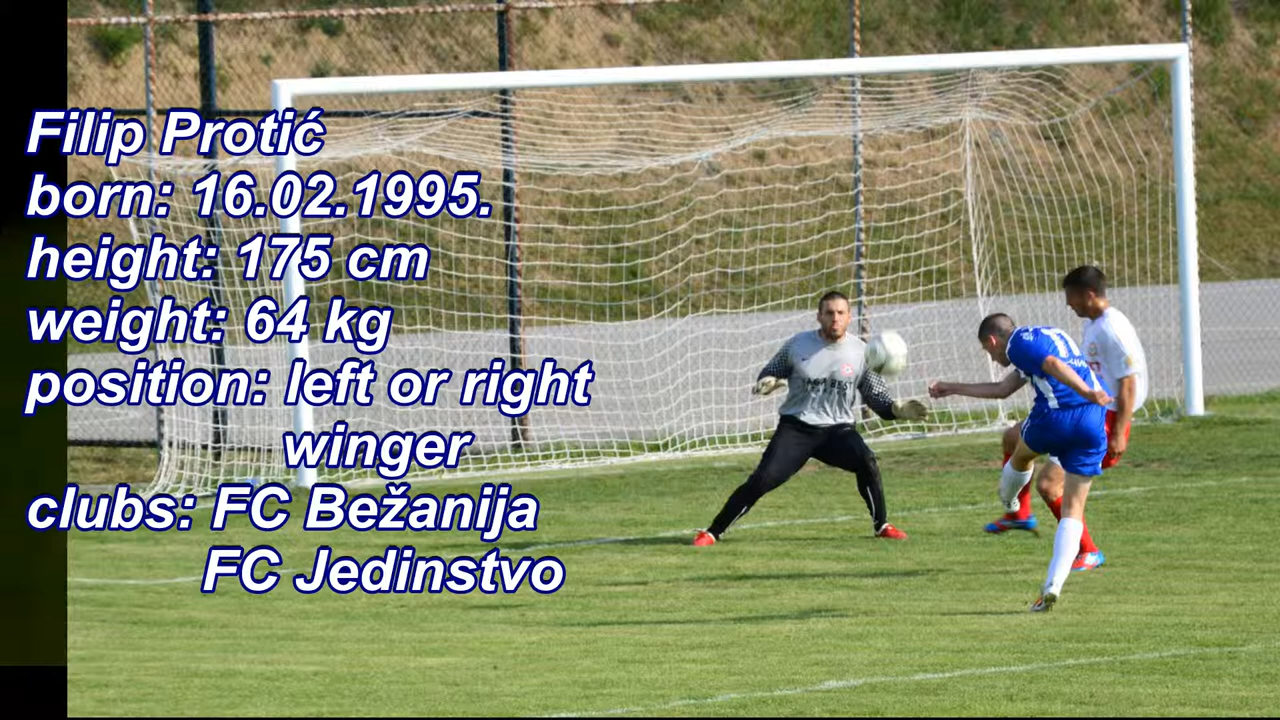 Filip Protić
born: 16.02.1995.
height: 175 cm
weight: 64 kg
position: left or right
winger
clubs: FC Bežanija
FC Jedinstvo